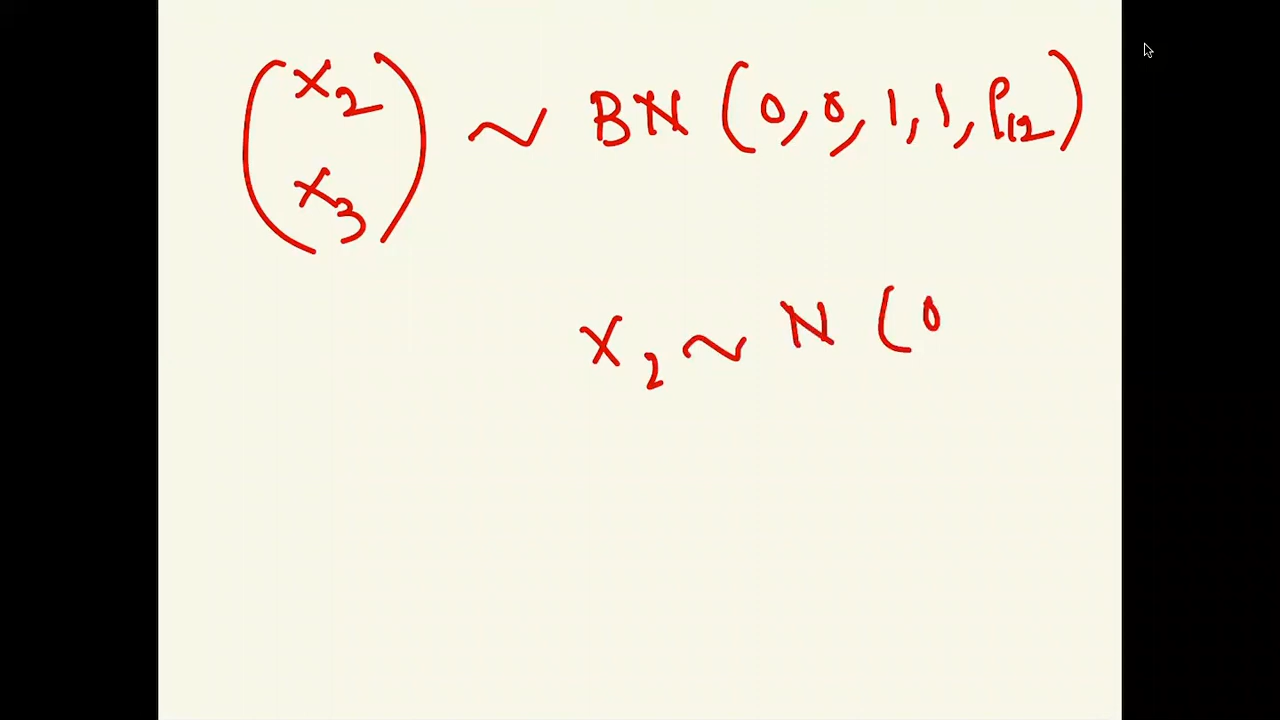 (x₂ x₃) ~ BN (0, 0, 1, 1, ρ₁₂)
x₂ ~ N (0